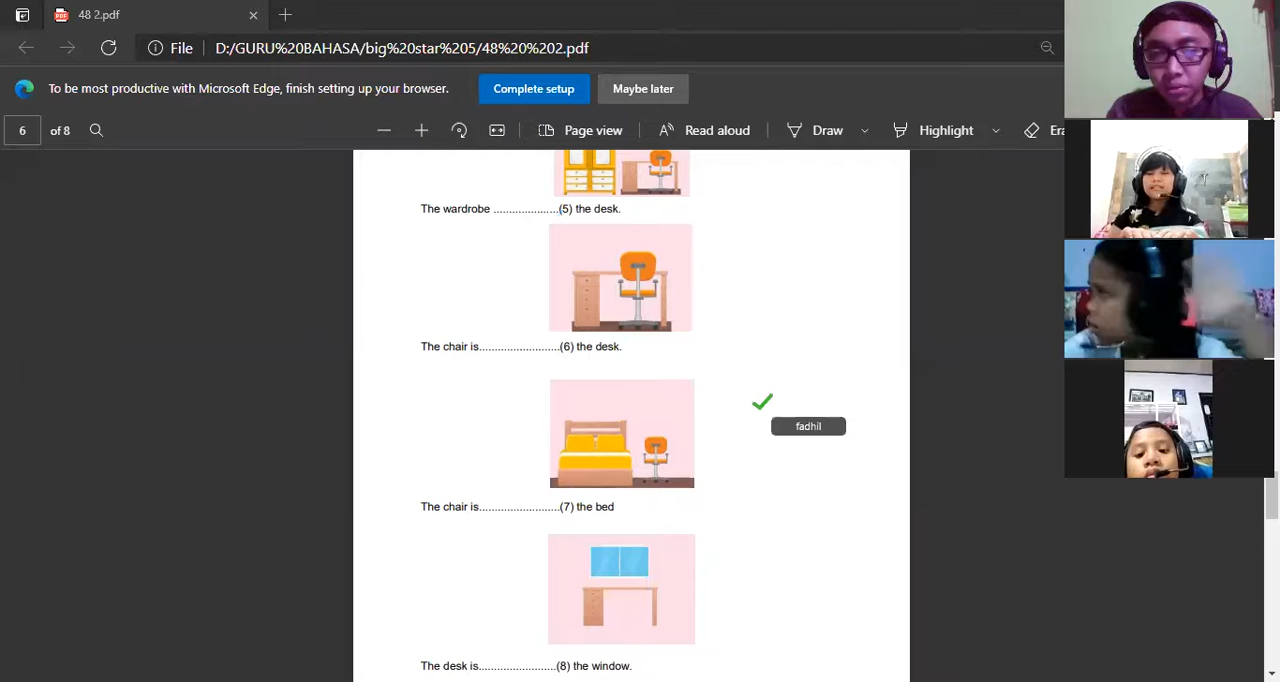 48 2.pdf
File D:/GURU%20BAHASA/big%20star%205/48%20%202.pdf
To be most productive with Microsoft Edge, finish setting up your browser. Complete setup Maybe later
6 of 8 Page view Read aloud Draw Highlight Era
The wardrobe .....................(5) the desk.
The chair is..........................(6) the desk.
fadhil
The chair is..........................(7) the bed
The desk is.........................(8) the window.